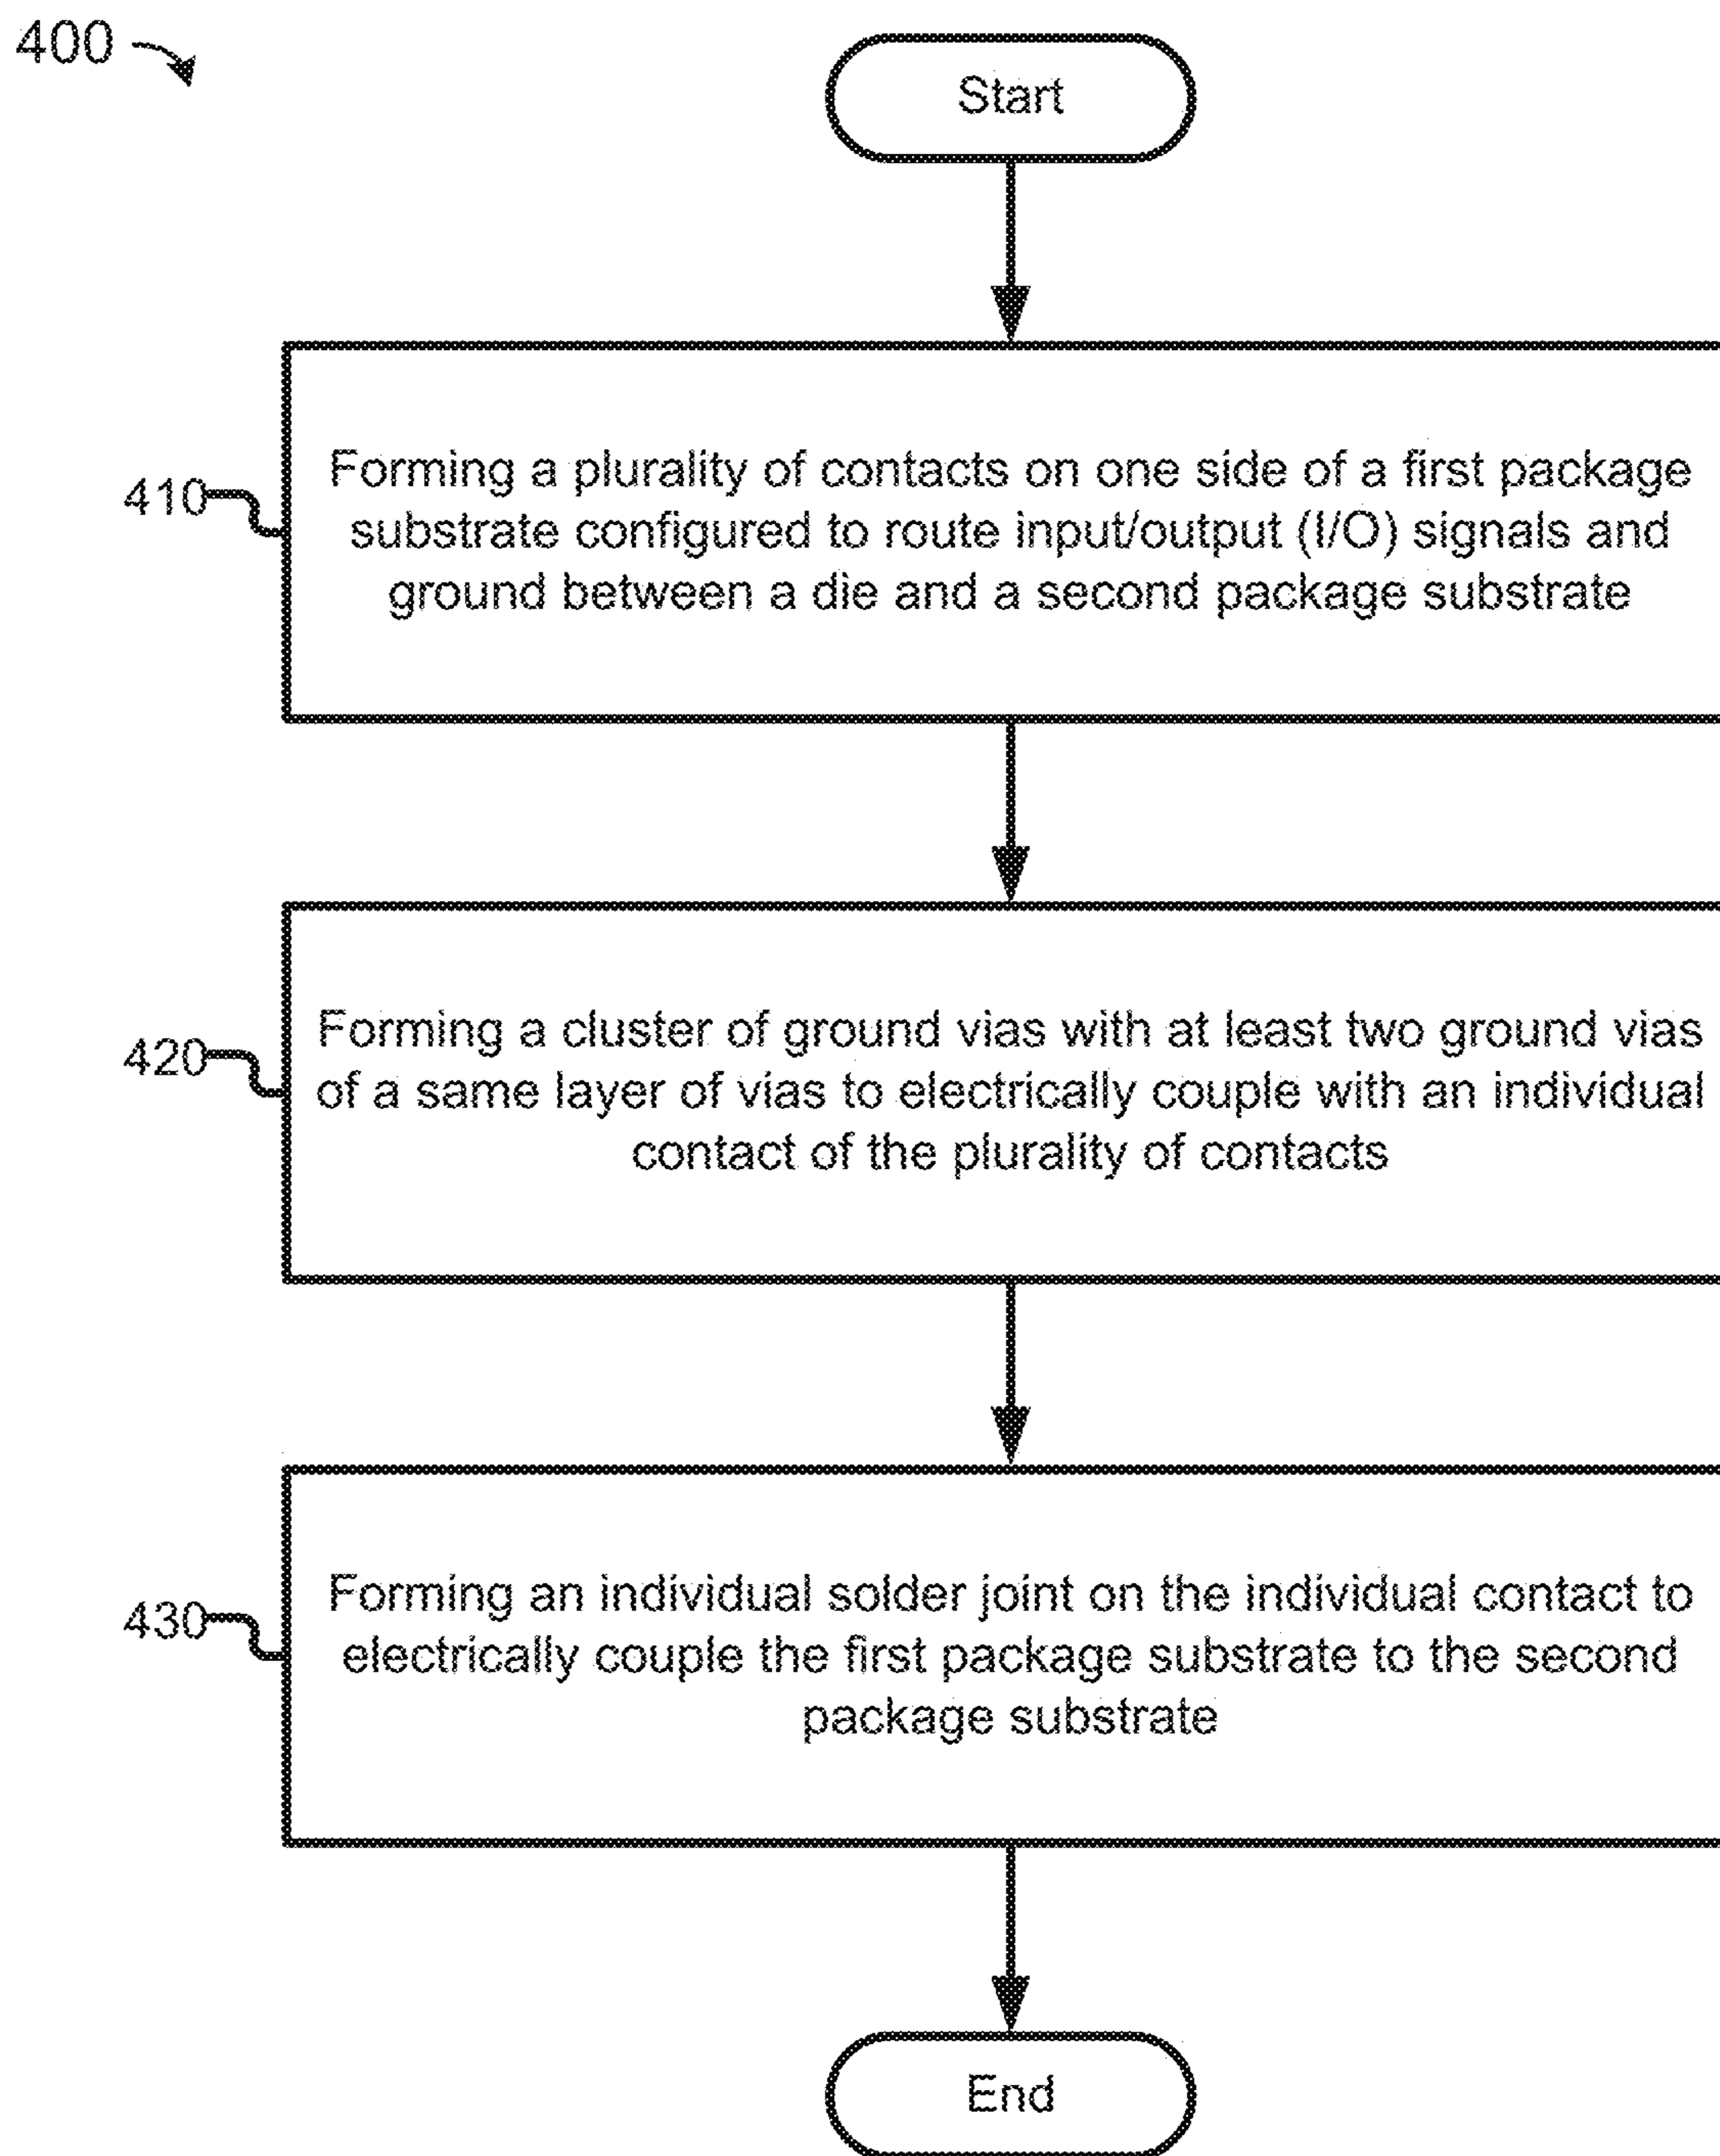 400
Start
410
Forming a plurality of contacts on one side of a first package
substrate configured to route input/output (I/O) signals and
ground between a die and a second package substrate
420
Forming a cluster of ground vias with at least two ground vias
of a same layer of vias to electrically couple with an individual
contact of the plurality of contacts
430
Forming an individual solder joint on the individual contact to
electrically couple the first package substrate to the second
package substrate
End